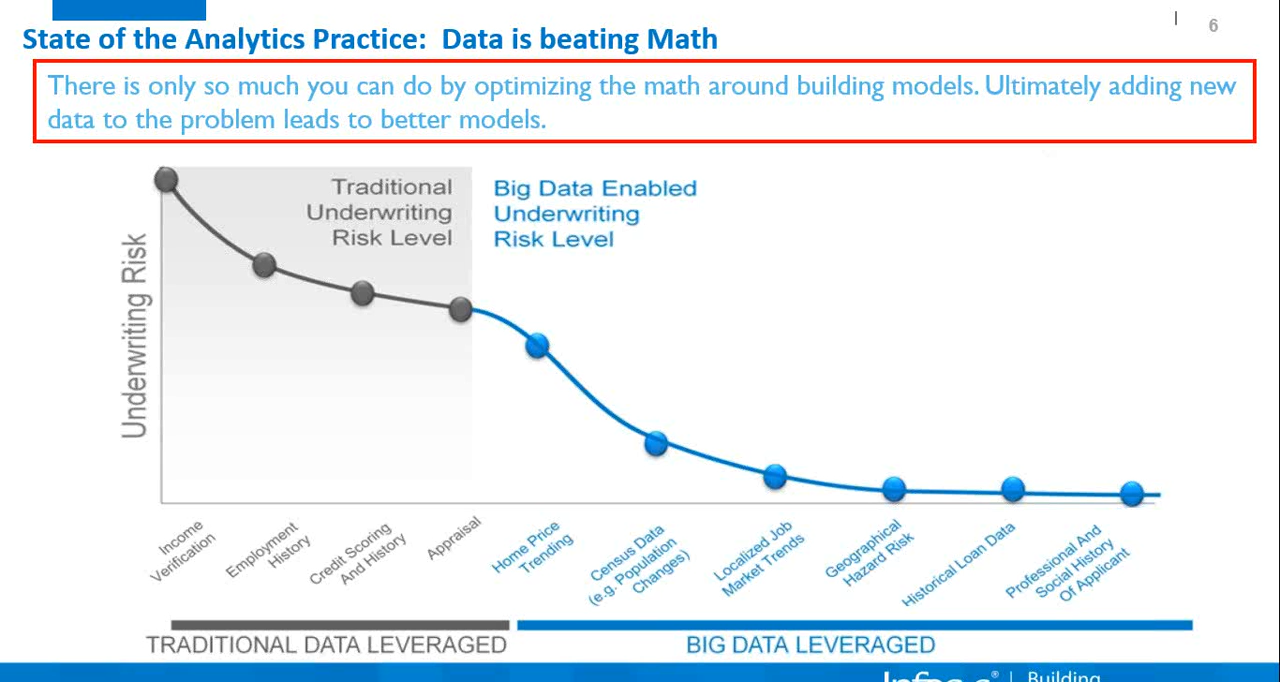 6
State of the Analytics Practice: Data is beating Math
There is only so much you can do by optimizing the math around building models. Ultimately adding new
data to the problem leads to better models.
Traditional
Underwriting
Risk Level
Big Data Enabled
Underwriting
Risk Level
Underwriting Risk
Income
Verification
Employment
History
Credit Scoring
And History
Appraisal
Home Price
Trending
Census Data
(e.g. Population
Changes)
Localized Job
Market Trends
Geographical
Hazard Risk
Historical Loan Data
Professional And
Social History
Of Applicant
TRADITIONAL DATA LEVERAGED
BIG DATA LEVERAGED
Building